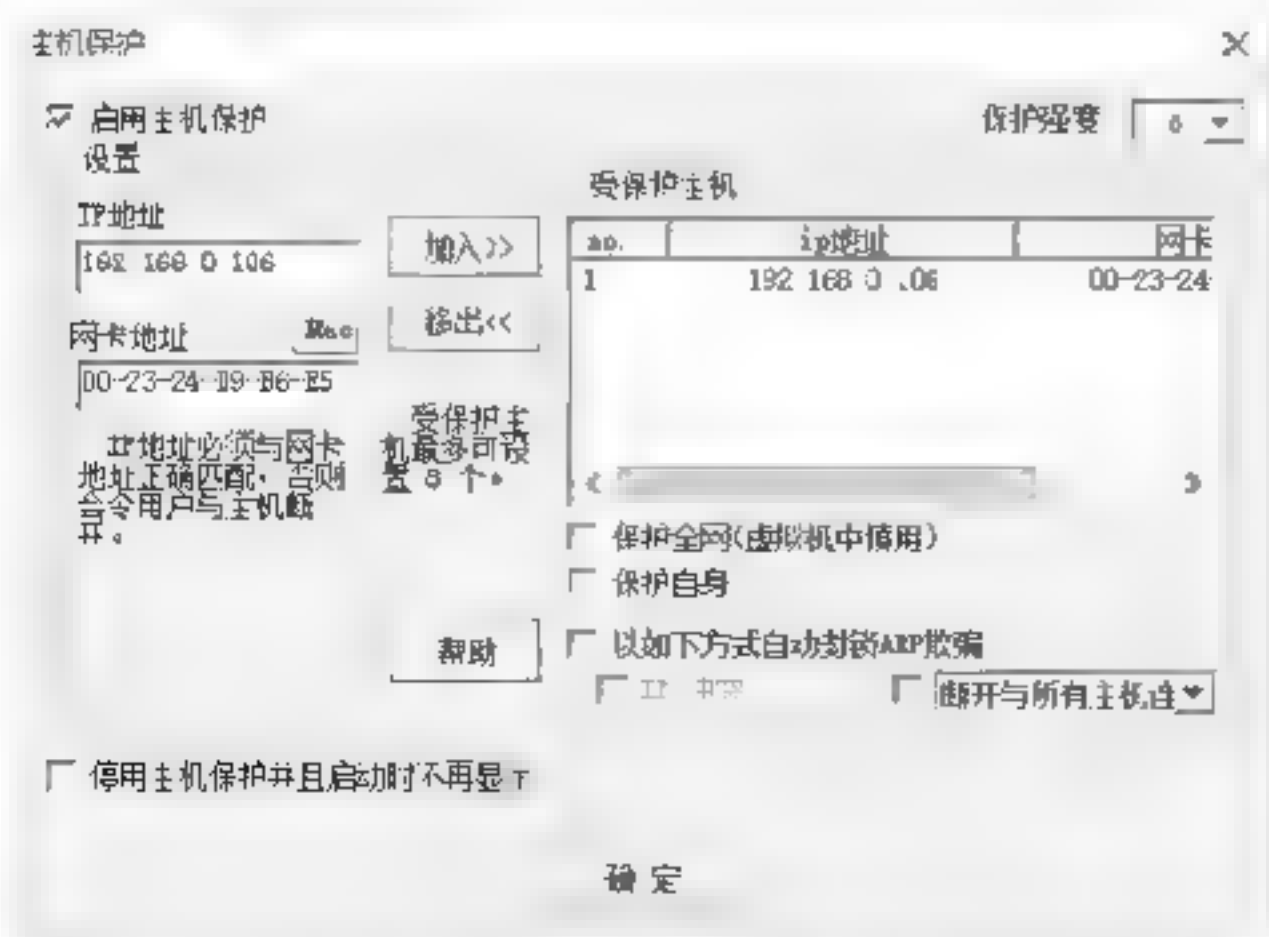 主机保护
启用主机保护
保护强度
设置
受保护主机
IP地址
加入>>
no. ip地址 网卡
192 168 0 106
1 192 168 0 00-23-24
移出<<
网卡地址 Mac
00-23-24-D9-B6-E5
IP地址必须与网卡
地址正确匹配，否则
会令用户与主机断
开。
受保护主
机最多可设
置 8 个。
保护全网(虚拟机中慎用)
保护自身
帮助
以如下方式自动封锁ARP欺骗
断开与所有主机连
停用主机保护并且启动时不再显示
确 定